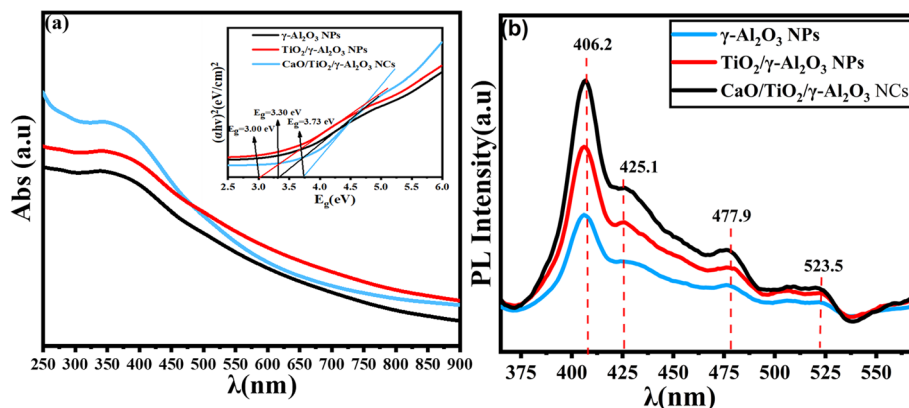 (a)
γ-Al₂O₃ NPs
TiO₂/γ-Al₂O₃ NPs
CaO/TiO₂/γ-Al₂O₃ NCs
(αhv)²(eV/cm)²
Eg=3.30 eV
Eg=3.00 eV
Eg=3.73 eV
2.5 3.0 3.5 4.0 4.5 5.0 5.5 6.0
Eg(eV)
Abs (a.u)
250 300 350 400 450 500 550 600 650 700 750 800 850 900
λ(nm)
(b)
γ-Al₂O₃ NPs
TiO₂/γ-Al₂O₃ NPs
CaO/TiO₂/γ-Al₂O₃ NCs
406.2
425.1
477.9
523.5
PL Intensity(a.u)
375 400 425 450 475 500 525 550
λ(nm)